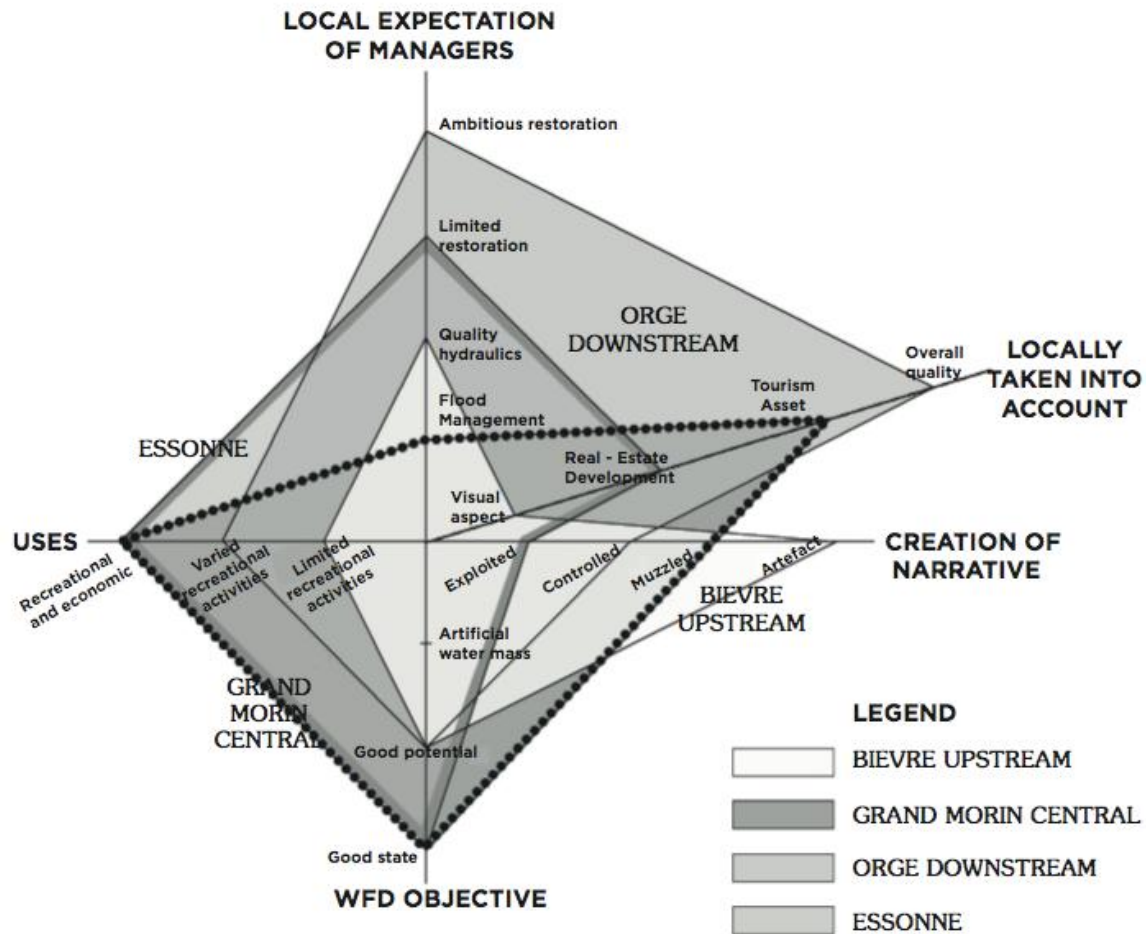 LOCAL EXPECTATION
OF MANAGERS
Ambitious restoration
Limited
restoration
ORGE
DOWNSTREAM
Quality
hydraulics
Overall
quality
LOCALLY
TAKEN INTO
ACCOUNT
Tourism
Asset
Flood
Management
ESSONNE
Real - Estate
Development
Visual
aspect
USES
Recreational
and economic
Varied
recreational
activities
Limited
recreational
activities
Exploited
Controlled
Muzzled
Artefact
CREATION OF
NARRATIVE
BIEVRE
UPSTREAM
Artificial
water mass
GRAND
MORIN
CENTRAL
Good potential
Good state
WFD OBJECTIVE
LEGEND
BIEVRE UPSTREAM
GRAND MORIN CENTRAL
ORGE DOWNSTREAM
ESSONNE